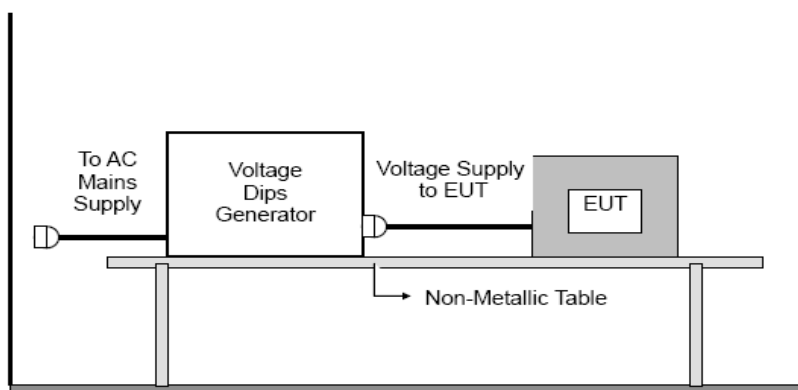 To AC
Mains
Supply
Voltage
Dips
Generator
Voltage Supply
to EUT
EUT
Non-Metallic Table